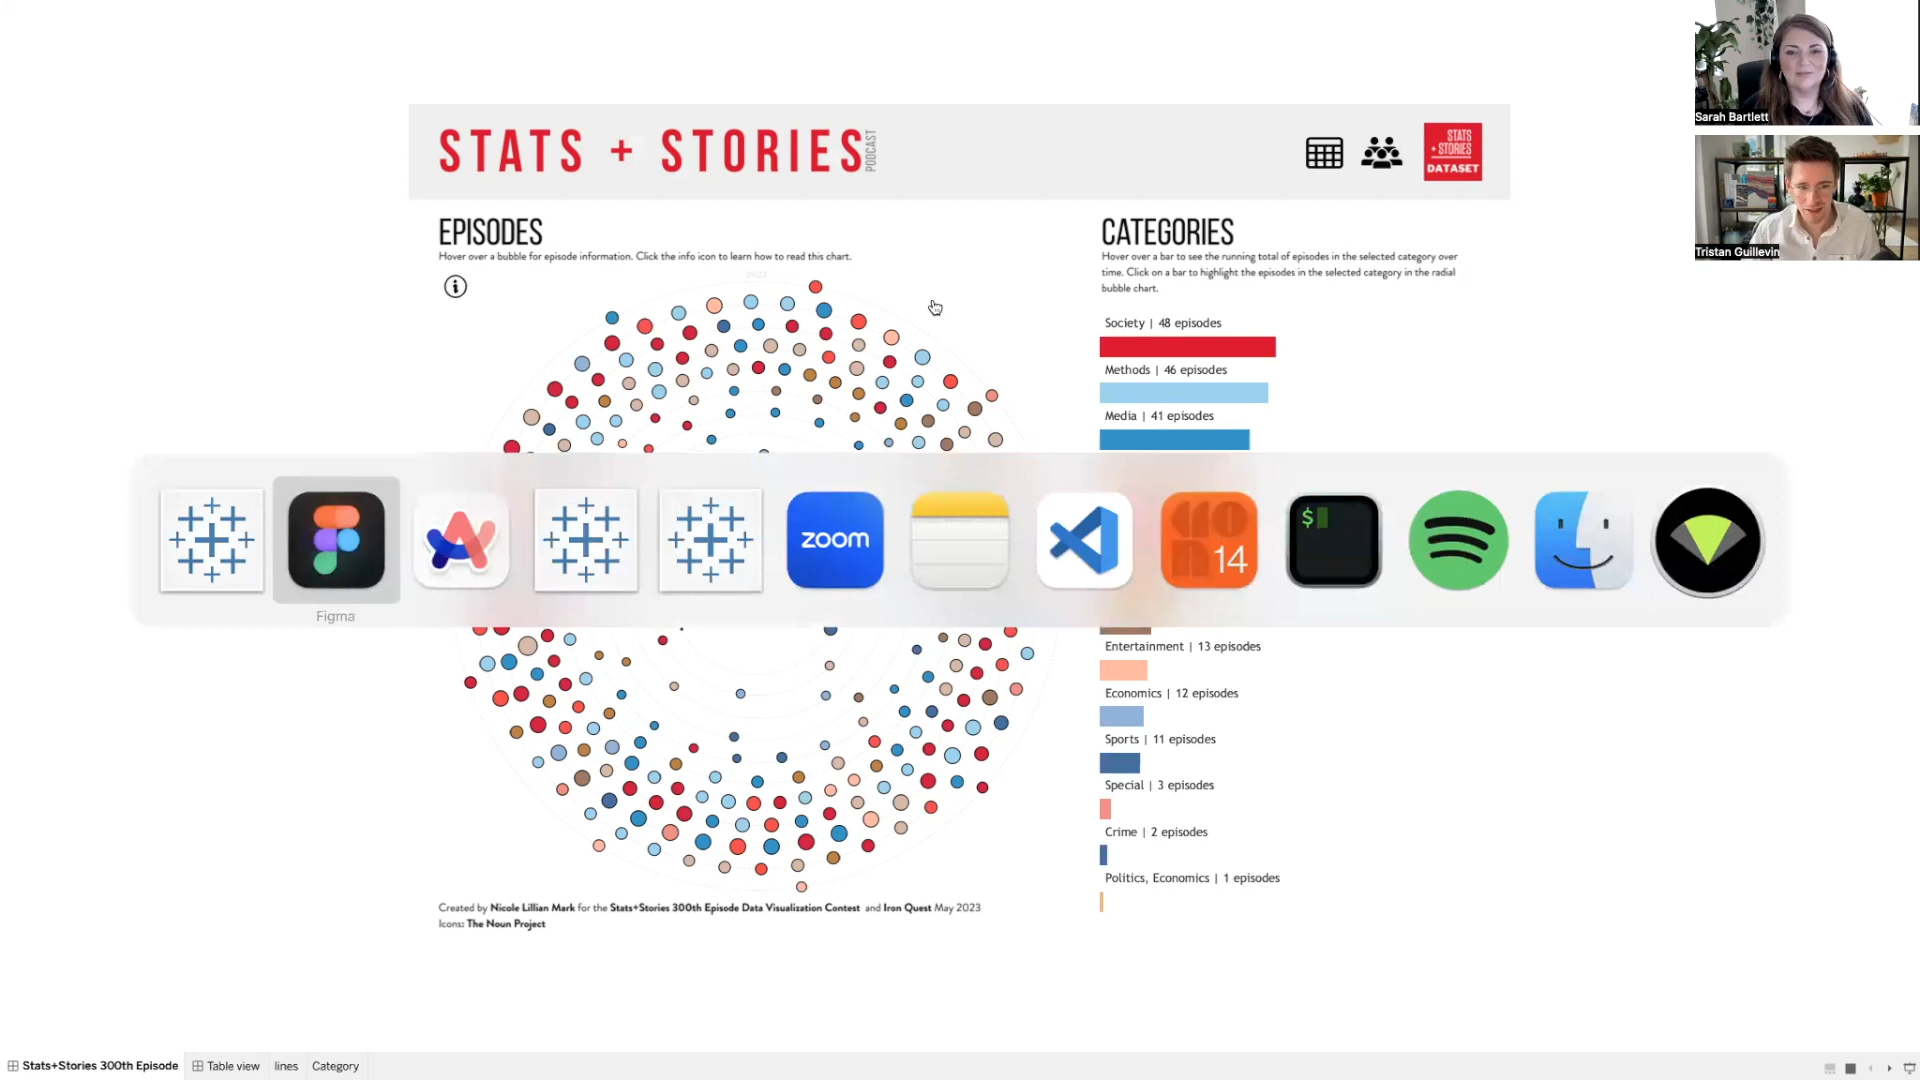 Sarah Bartlett
Tristan Guillevin
STATS + STORIES
PODCAST
STATS
+ STORIES
DATASET
EPISODES
Hover over a bubble for episode information. Click the info icon to learn how to read this chart.
2023
CATEGORIES
Hover over a bar to see the running total of episodes in the selected category over
time. Click on a bar to highlight the episodes in the selected category in the radial
bubble chart.
Society | 48 episodes
Methods | 46 episodes
Media | 41 episodes
zoom
14
$
Figma
Entertainment | 13 episodes
Economics | 12 episodes
Sports | 11 episodes
Special | 3 episodes
Crime | 2 episodes
Politics, Economics | 1 episodes
Created by Nicole Lillian Mark for the Stats+Stories 300th Episode Data Visualization Contest and Iron Quest May 2023
Icons: The Noun Project
Stats+Stories 300th Episode
Table view
lines
Category